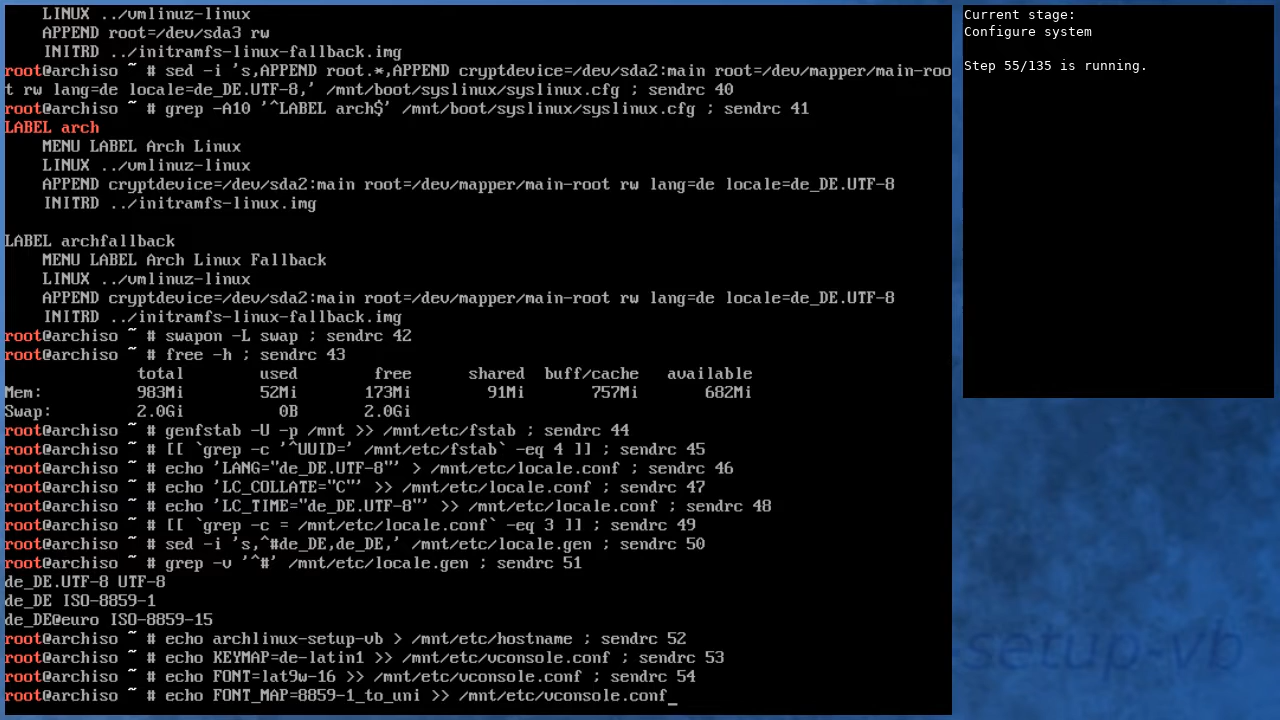 LINUX ../vmlinuz-linux
    APPEND root=/dev/sda3 rw
    INITRD ../initramfs-linux-fallback.img
root@archiso ~ # sed -i 's,APPEND root.*,APPEND cryptdevice=/dev/sda2:main root=/dev/mapper/main-roo
t rw lang=de locale=de_DE.UTF-8,' /mnt/boot/syslinux/syslinux.cfg ; sendrc 40
root@archiso ~ # grep -A10 '^LABEL arch$' /mnt/boot/syslinux/syslinux.cfg ; sendrc 41
LABEL arch
    MENU LABEL Arch Linux
    LINUX ../vmlinuz-linux
    APPEND cryptdevice=/dev/sda2:main root=/dev/mapper/main-root rw lang=de locale=de_DE.UTF-8
    INITRD ../initramfs-linux.img

LABEL archfallback
    MENU LABEL Arch Linux Fallback
    LINUX ../vmlinuz-linux
    APPEND cryptdevice=/dev/sda2:main root=/dev/mapper/main-root rw lang=de locale=de_DE.UTF-8
    INITRD ../initramfs-linux-fallback.img
root@archiso ~ # swapon -L swap ; sendrc 42
root@archiso ~ # free -h ; sendrc 43
              total        used        free      shared  buff/cache   available
Mem:          983Mi        52Mi       173Mi        91Mi       757Mi       682Mi
Swap:         2.0Gi          0B       2.0Gi
root@archiso ~ # genfstab -U -p /mnt >> /mnt/etc/fstab ; sendrc 44
root@archiso ~ # [[ `grep -c '^UUID=' /mnt/etc/fstab` -eq 4 ]] ; sendrc 45
root@archiso ~ # echo 'LANG="de_DE.UTF-8"' > /mnt/etc/locale.conf ; sendrc 46
root@archiso ~ # echo 'LC_COLLATE="C"' >> /mnt/etc/locale.conf ; sendrc 47
root@archiso ~ # echo 'LC_TIME="de_DE.UTF-8"' >> /mnt/etc/locale.conf ; sendrc 48
root@archiso ~ # [[ `grep -c = /mnt/etc/locale.conf` -eq 3 ]] ; sendrc 49
root@archiso ~ # sed -i 's,^#de_DE,de_DE,' /mnt/etc/locale.gen ; sendrc 50
root@archiso ~ # grep -v '^#' /mnt/etc/locale.gen ; sendrc 51
de_DE.UTF-8 UTF-8
de_DE ISO-8859-1
de_DE@euro ISO-8859-15
root@archiso ~ # echo archlinux-setup-vb > /mnt/etc/hostname ; sendrc 52
root@archiso ~ # echo KEYMAP=de-latin1 >> /mnt/etc/vconsole.conf ; sendrc 53
root@archiso ~ # echo FONT=lat9w-16 >> /mnt/etc/vconsole.conf ; sendrc 54
root@archiso ~ # echo FONT_MAP=8859-1_to_uni >> /mnt/etc/vconsole.conf_
Current stage:
Configure system

Step 55/135 is running.
setup-vb